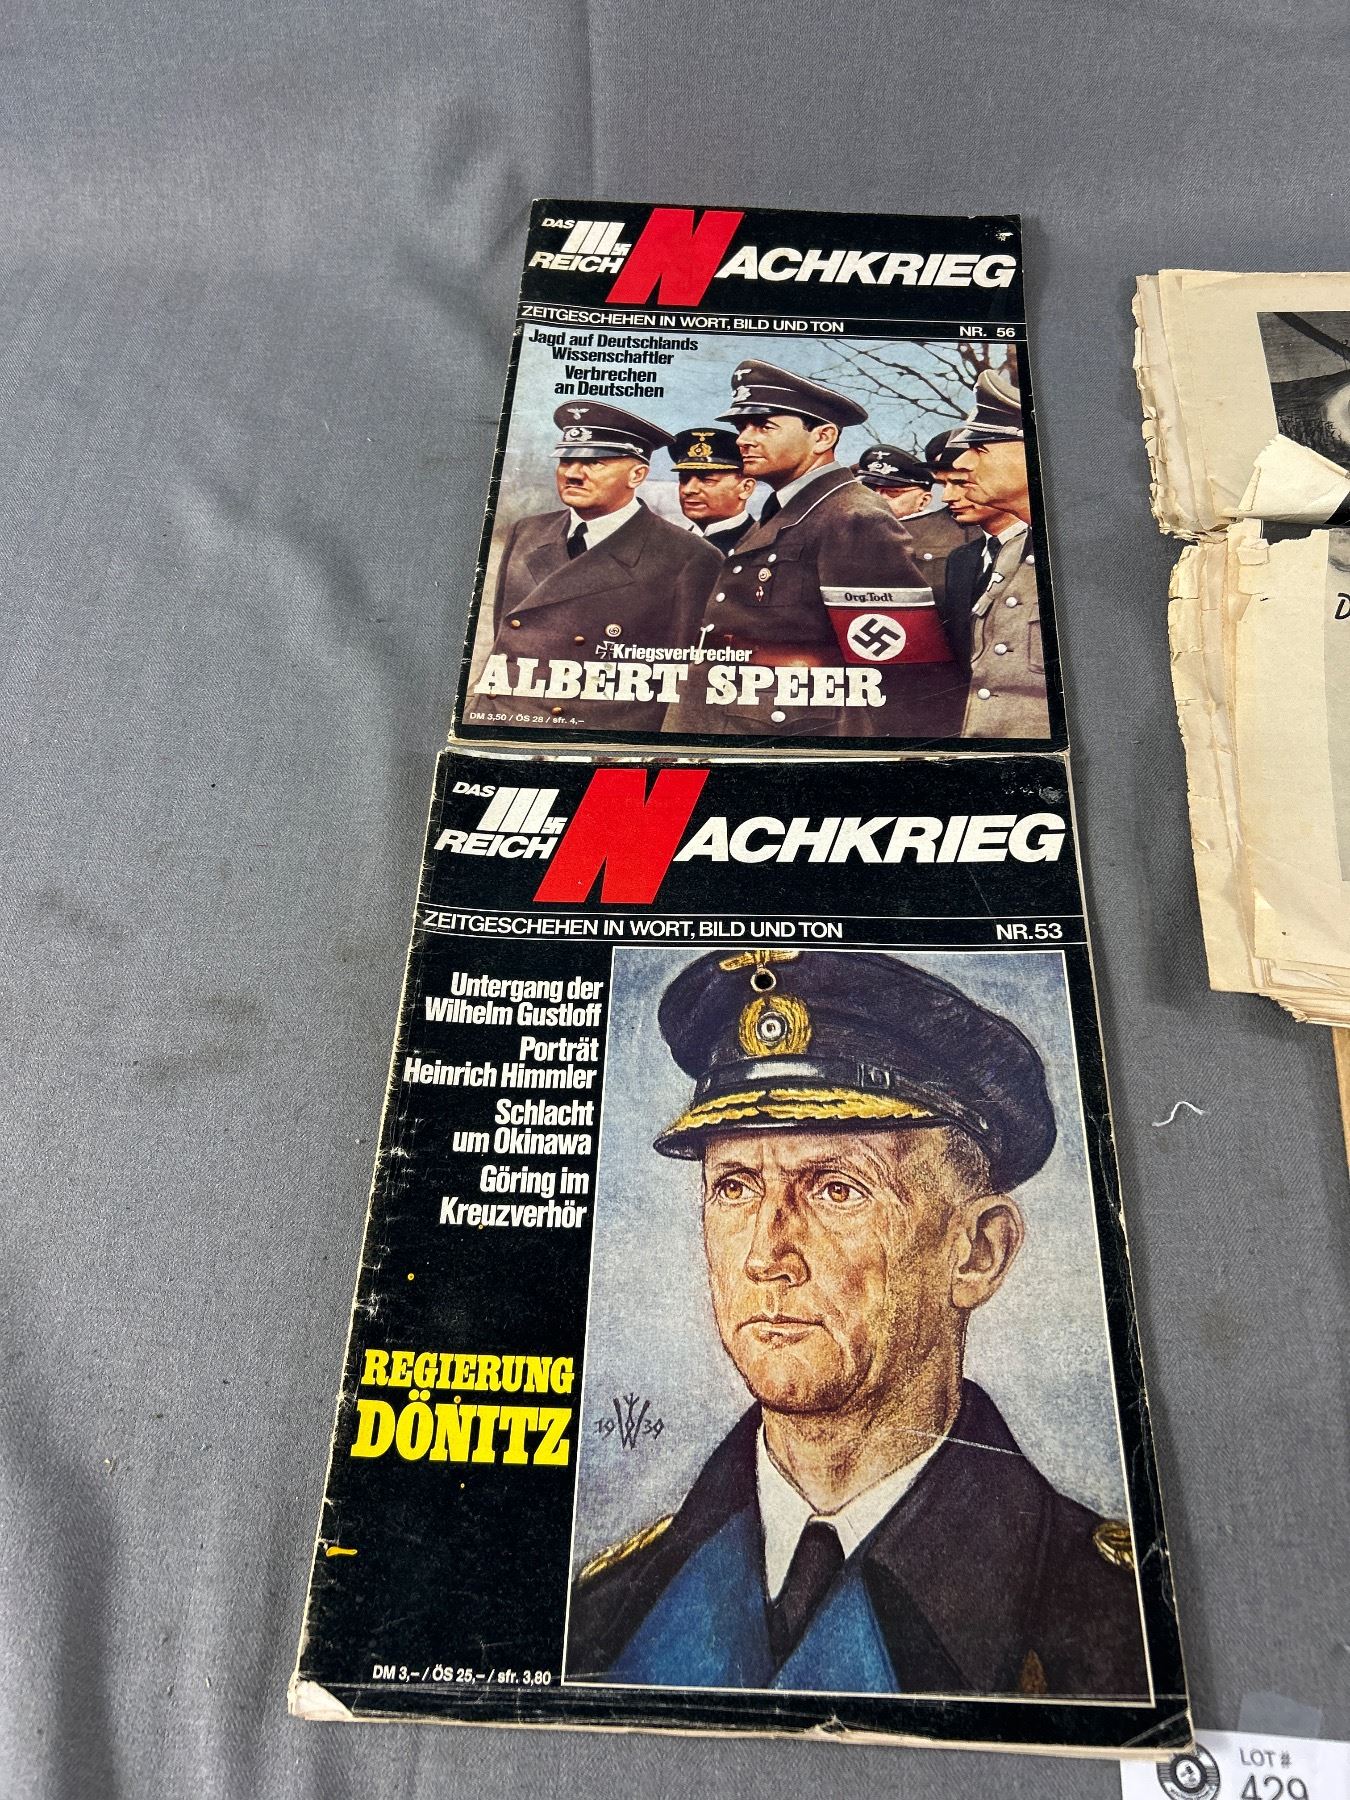 DAS
III
REICH
NACHKRIEG
ZEITGESCHEHEN IN WORT, BILD UND TON
NR. 56
Jagd auf Deutschlands
Wissenschaftler
Verbrechen
an Deutschen
Org.Todt
Kriegsverbrecher
ALBERT SPEER
DM 3,50 / ÖS 28 / sfr. 4,–
DAS
III
REICH
NACHKRIEG
ZEITGESCHEHEN IN WORT, BILD UND TON
NR.53
Untergang der
Wilhelm Gustloff
Porträt
Heinrich Himmler
Schlacht
um Okinawa
Göring im
Kreuzverhör
REGIERUNG
DÖNITZ
19 W 39
DM 3,– / ÖS 25,– / sfr. 3,80
D
LOT #
429